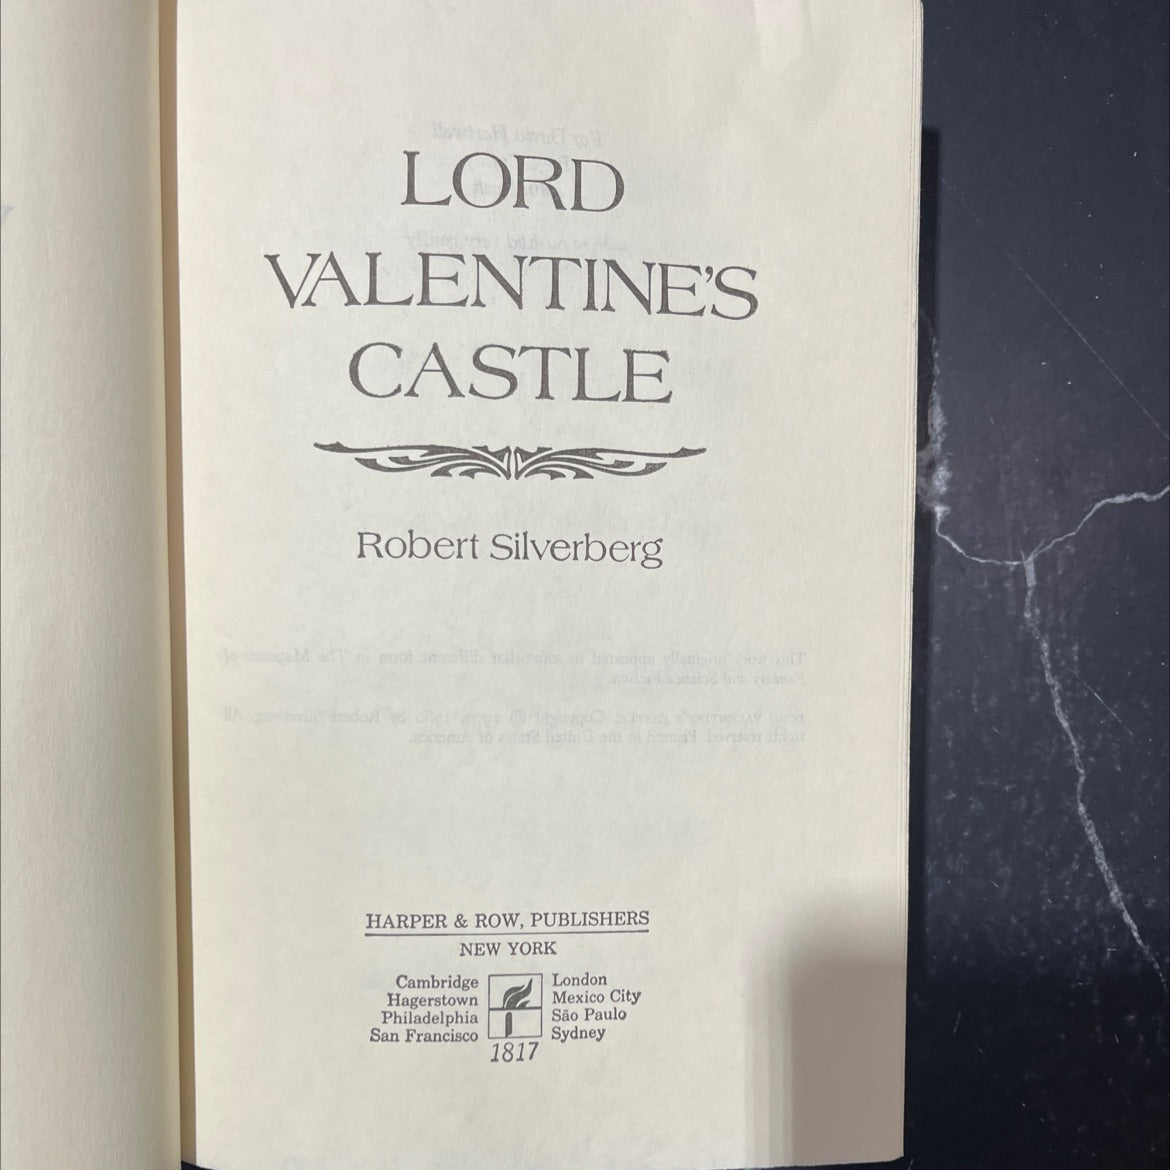 LORD
VALENTINE'S
CASTLE
Robert Silverberg
HARPER & ROW, PUBLISHERS
NEW YORK
Cambridge
Hagerstown
Philadelphia
San Francisco
London
Mexico City
São Paulo
Sydney
1817